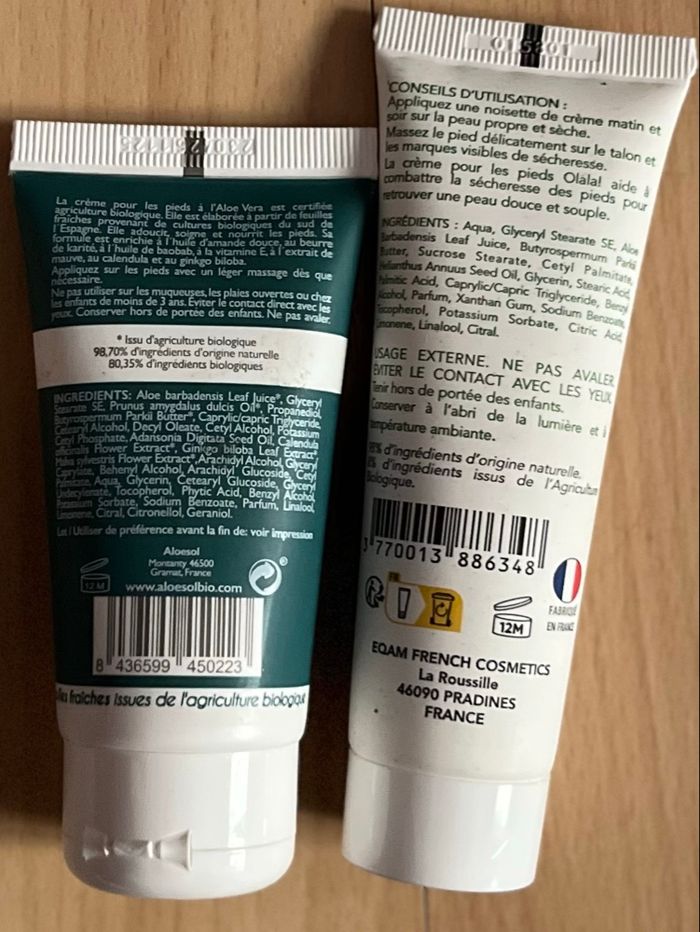 La crème pour les pieds à l'Aloe Vera est certifiée
agriculture biologique. Elle est élaborée à partir de feuilles
fraîches provenant de cultures biologiques du sud de
l'Espagne. Elle adoucit, soigne et nourrit les pieds. Sa
formule est enrichie à l'huile d'amande douce, au beurre
de karité, à l'huile de baobab, à la vitamine E, à l'extrait de
mauve, au calendula et au ginkgo biloba.
Appliquez sur les pieds avec un léger massage dès que
nécessaire.
Ne pas utiliser sur les muqueuses, les plaies ouvertes ou chez
les enfants de moins de 3 ans. Éviter le contact direct avec les
yeux. Conserver hors de portée des enfants. Ne pas avaler.
* Issu d'agriculture biologique
98,70% d'ingrédients d'origine naturelle
80,35% d'ingrédients biologiques
INGREDIENTS: Aloe barbadensis Leaf Juice*, Glyceryl
Stearate SE, Prunus amygdalus dulcis Oil*, Propanediol,
Butyrospermum Parkii Butter*, Caprylic/capric Triglyceride,
Cetearyl Alcohol, Decyl Oleate, Cetyl Alcohol, Potassium
Cetyl Phosphate, Adansonia Digitata Seed Oil, Calendula
officinalis Flower Extract*, Ginkgo biloba Leaf Extract*,
Malva sylvestris Flower Extract*, Arachidyl Alcohol, Glyceryl
Caprylate, Behenyl Alcohol, Arachidyl Glucoside, Cetyl
Palmitate, Aqua, Glycerin, Cetearyl Glucoside, Glyceryl
Undecylenate, Tocopherol, Phytic Acid, Benzyl Alcohol,
Potassium Sorbate, Sodium Benzoate, Parfum, Linalool,
Limonene, Citral, Citronellol, Geraniol.
Lot / Utiliser de préférence avant la fin de: voir impression
Aloesol
Montanty 46500
Gramat, France
12 M
www.aloesolbio.com
8 436599 450223
fraîches issues de l'agriculture biologique
CONSEILS D'UTILISATION :
Appliquez une noisette de crème matin et
soir sur la peau propre et sèche.
Massez le pied délicatement sur le talon et
les marques visibles de sécheresse.
La crème pour les pieds Olàla! aide à
combattre la sécheresse des pieds pour
retrouver une peau douce et souple.
INGRÉDIENTS : Aqua, Glyceryl Stearate SE, Aloe
Barbadensis Leaf Juice, Butyrospermum Parkii
Butter, Sucrose Stearate, Cetyl Palmitate,
Helianthus Annuus Seed Oil, Glycerin, Stearic Acid,
Palmitic Acid, Caprylic/Capric Triglyceride, Benzyl
Alcohol, Parfum, Xanthan Gum, Sodium Benzoate,
Tocopherol, Potassium Sorbate, Citric Acid,
Limonene, Linalool, Citral.
USAGE EXTERNE. NE PAS AVALER
ÉVITER LE CONTACT AVEC LES YEUX
Tenir hors de portée des enfants.
Conserver à l'abri de la lumière et à
température ambiante.
d'ingrédients d'origine naturelle.
d'ingrédients issus de l'Agriculture
Biologique.
3 770013 886348
12M
FABRIQUÉ
EN FRANCE
EQAM FRENCH COSMETICS
La Roussille
46090 PRADINES
FRANCE